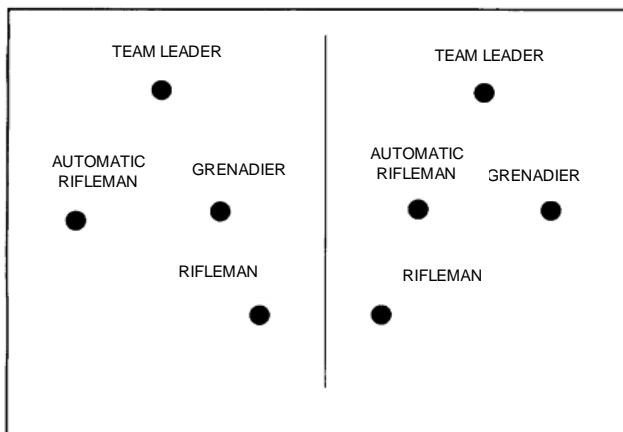 TEAM LEADER
AUTOMATIC
RIFLEMAN
GRENADIER
RIFLEMAN
TEAM LEADER
AUTOMATIC
RIFLEMAN
GRENADIER
RIFLEMAN